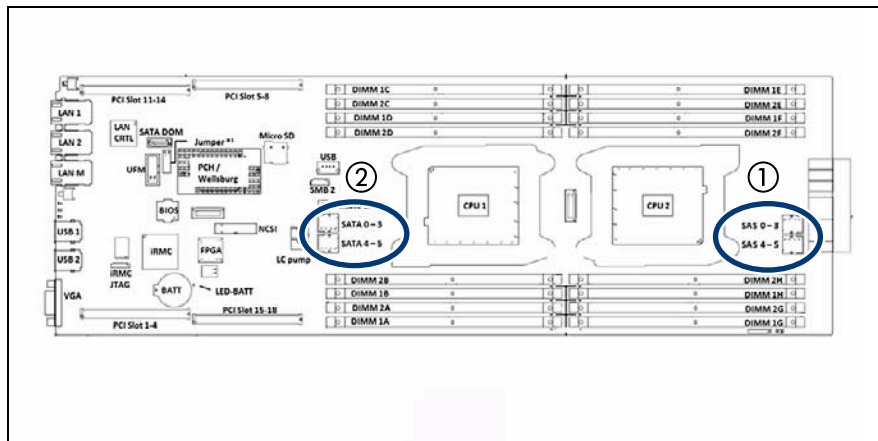 PCI Slot 11-14
PCI Slot 5-8
LAN 1
LAN 2
LAN M
USB 1
USB 2
VGA
LAN
CRTL
SATA DOM
Jumper
Micro SD
UFM
PCH /
Wellsburg
USB
SMB 2
BIOS
NCSI
iRMC
FPGA
LC pump
iRMC
JTAG
BATT
LED-BATT
PCI Slot 1-4
PCI Slot 15-18
DIMM 1C
DIMM 2C
DIMM 1D
DIMM 2D
DIMM 1E
DIMM 2E
DIMM 1F
DIMM 2F
②
SATA 0 – 3
SATA 4 – 5
CPU 1
CPU 2
①
SAS 0 – 3
SAS 4 – 5
DIMM 2B
DIMM 1B
DIMM 2A
DIMM 1A
DIMM 2H
DIMM 1H
DIMM 2G
DIMM 1G